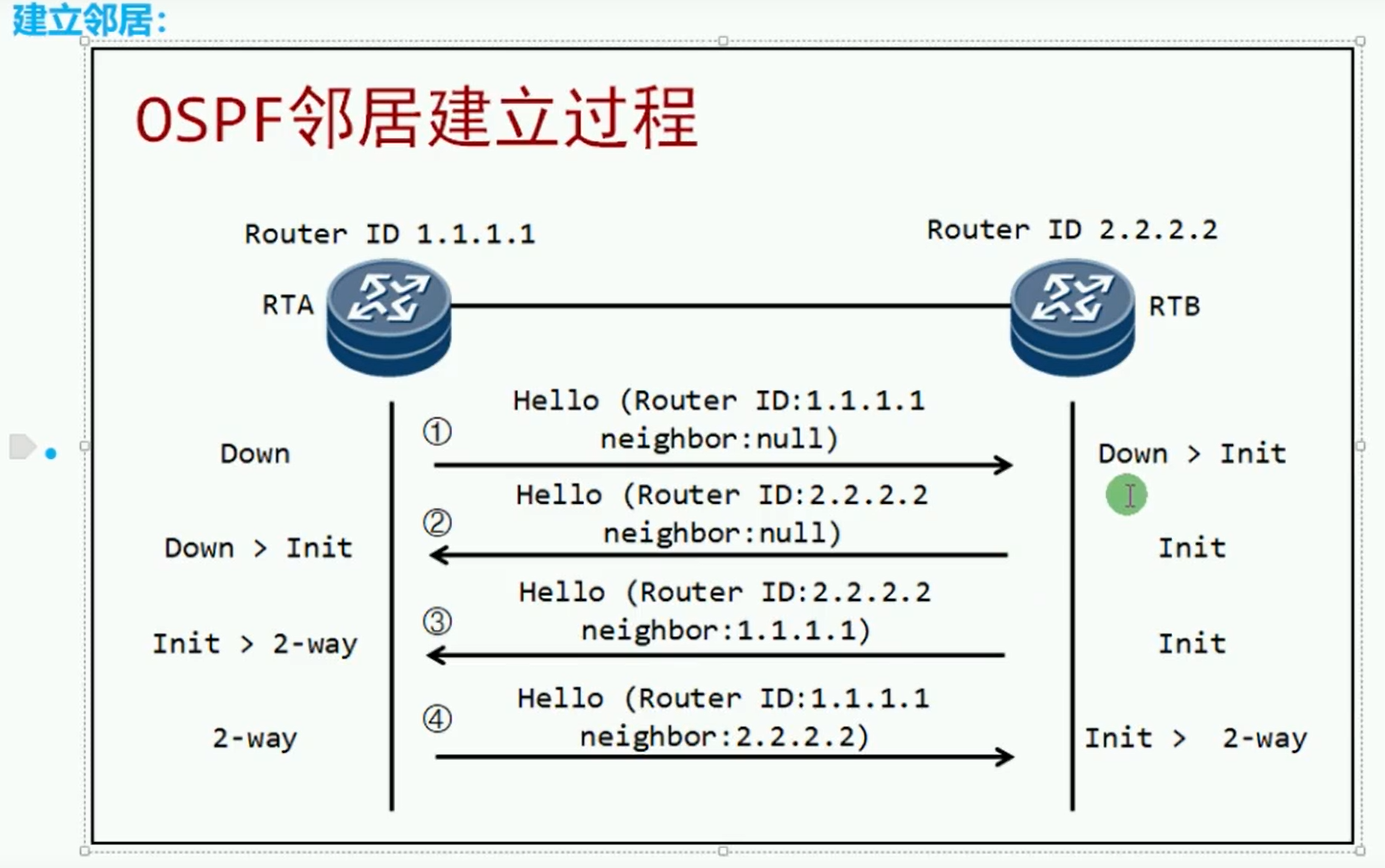 建立邻居：
OSPF邻居建立过程
Router ID 1.1.1.1
Router ID 2.2.2.2
RTA
RTB
Hello (Router ID:1.1.1.1
neighbor:null)
①
Down
Down > Init
Hello (Router ID:2.2.2.2
neighbor:null)
②
Down > Init
Init
Hello (Router ID:2.2.2.2
neighbor:1.1.1.1)
③
Init > 2-way
Init
Hello (Router ID:1.1.1.1
neighbor:2.2.2.2)
④
2-way
Init > 2-way